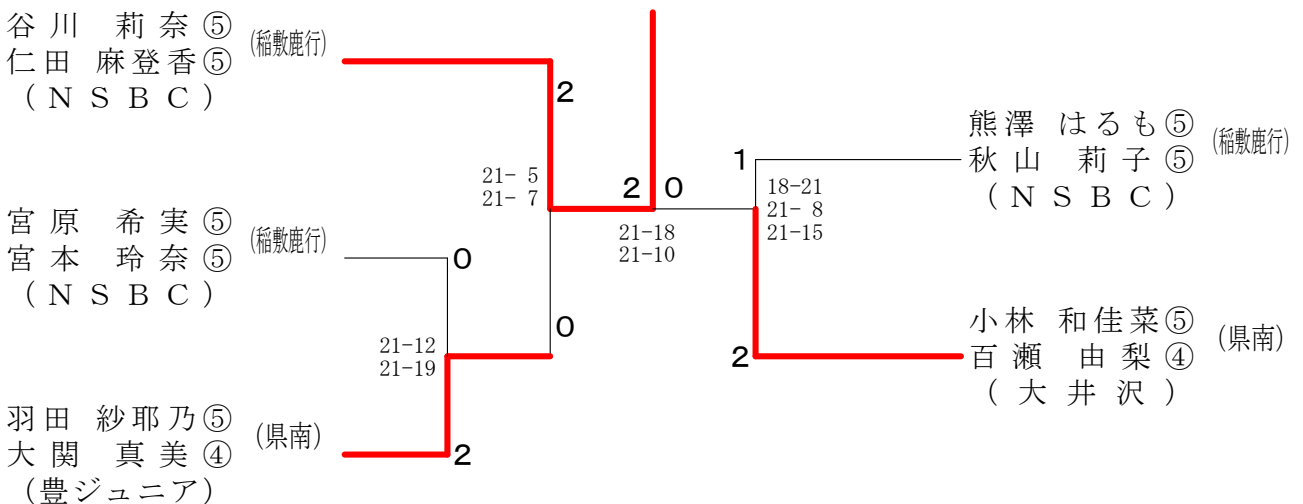 谷川 莉奈⑤
仁田 麻登香⑤
(稲敷鹿行)
(NSBC)
2
21- 5
21- 7
2 0
21-18
21-10
宮原 希実⑤
宮本 玲奈⑤
(稲敷鹿行)
(NSBC)
0
0
21-12
21-19
羽田 紗耶乃⑤
大関 真美④
(県南)
(豊ジュニア)
2
熊澤 はるも⑤
秋山 莉子⑤
(稲敷鹿行)
(NSBC)
1
18-21
21- 8
21-15
小林 和佳菜⑤
百瀬 由梨④
(県南)
(大井沢)
2